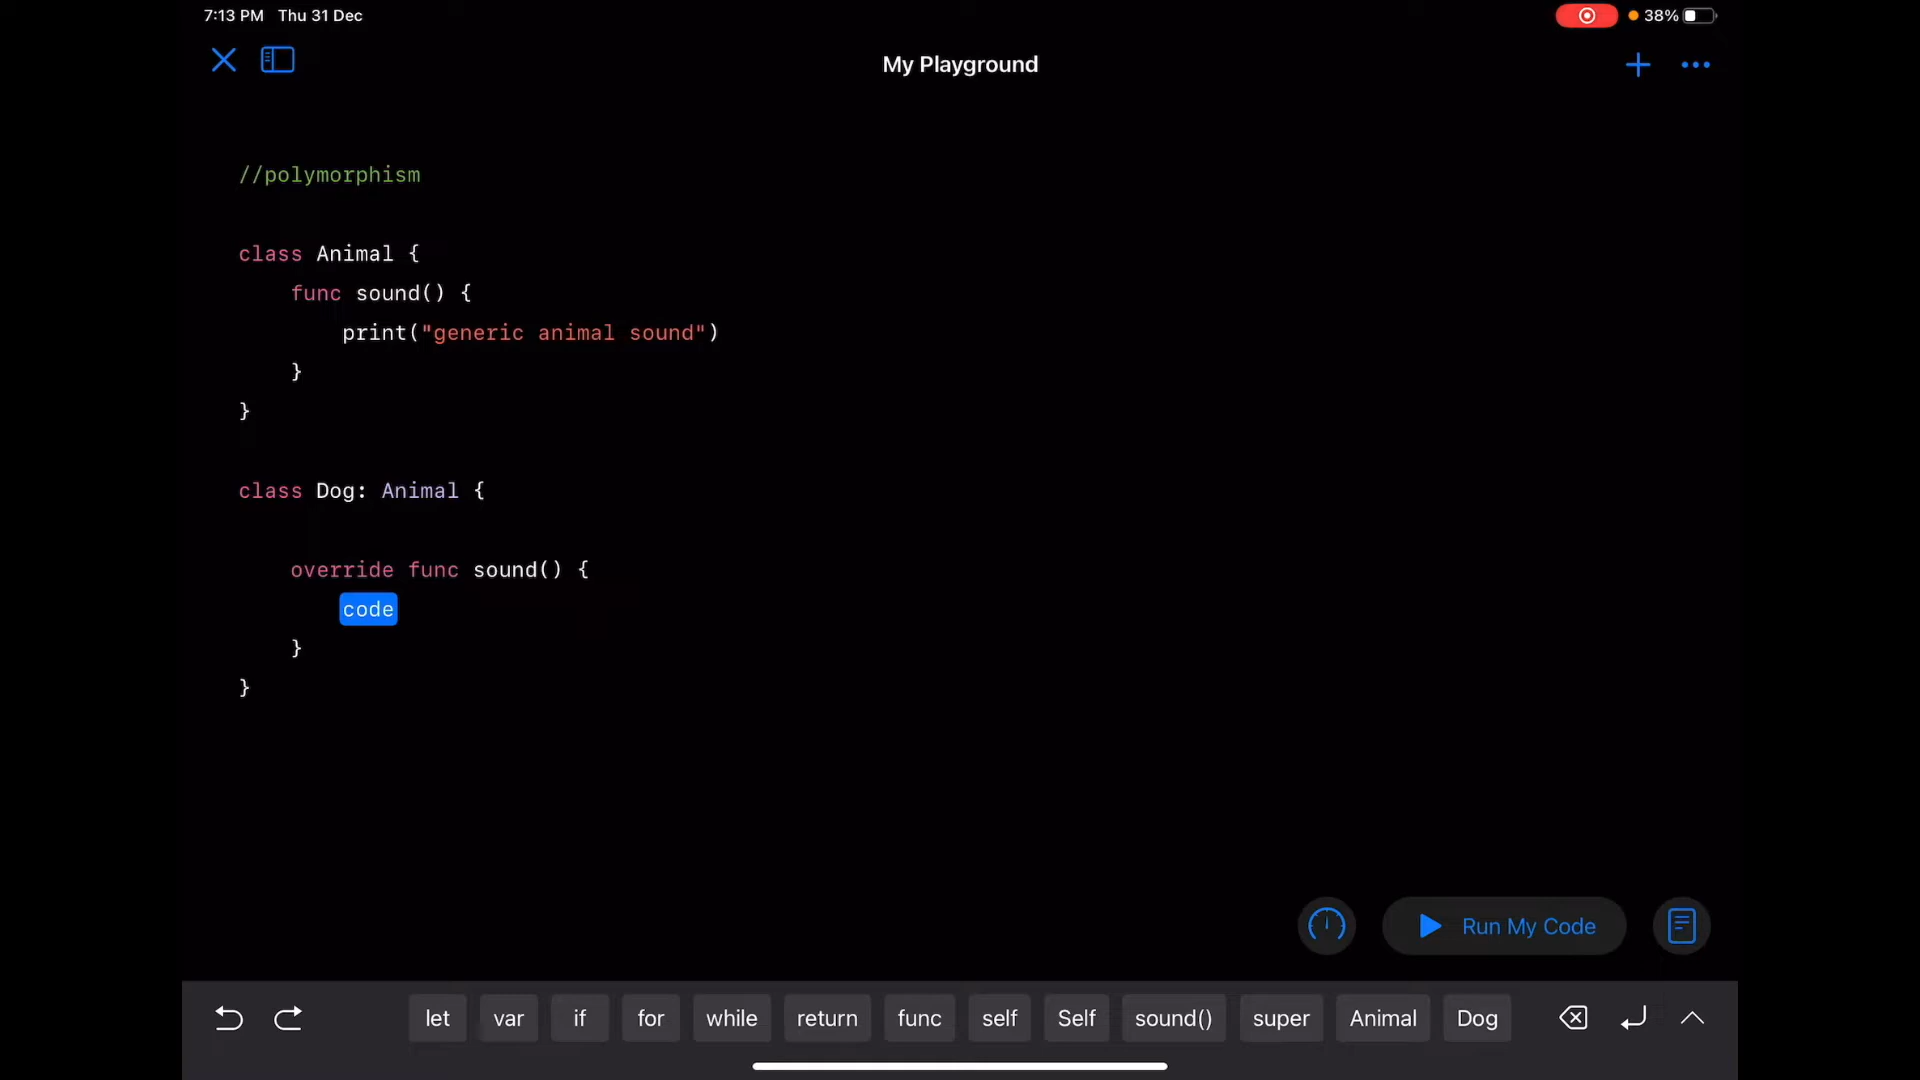 7:13 PM Thu 31 Dec
38%
My Playground
//polymorphism
class Animal {
func sound() {
print("generic animal sound")
}
}
class Dog: Animal {
override func sound() {
code
}
}
Run My Code
let var if for while return func self Self sound() super Animal Dog